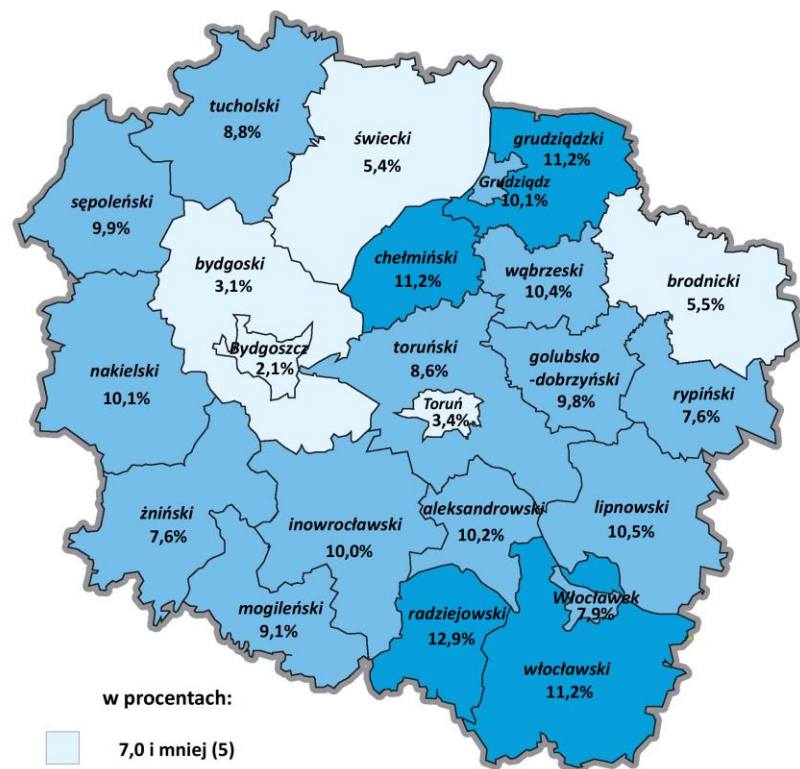 tucholski
8,8%
świecki
5,4%
grudziądzki
11,2%
Grudziądz
10,1%
sępoleński
9,9%
bydgoski
3,1%
chełmiński
11,2%
wąbrzeski
10,4%
brodnicki
5,5%
Bydgoszcz
2,1%
nakielski
10,1%
toruński
8,6%
golubsko
-dobrzyński
9,8%
rypiński
7,6%
Toruń
3,4%
żniński
7,6%
inowrocławski
10,0%
aleksandrowski
10,2%
lipnowski
10,5%
mogileński
9,1%
radziejowski
12,9%
Włocławek
7,9%
włocławski
11,2%
w procentach:
7,0 i mniej (5)